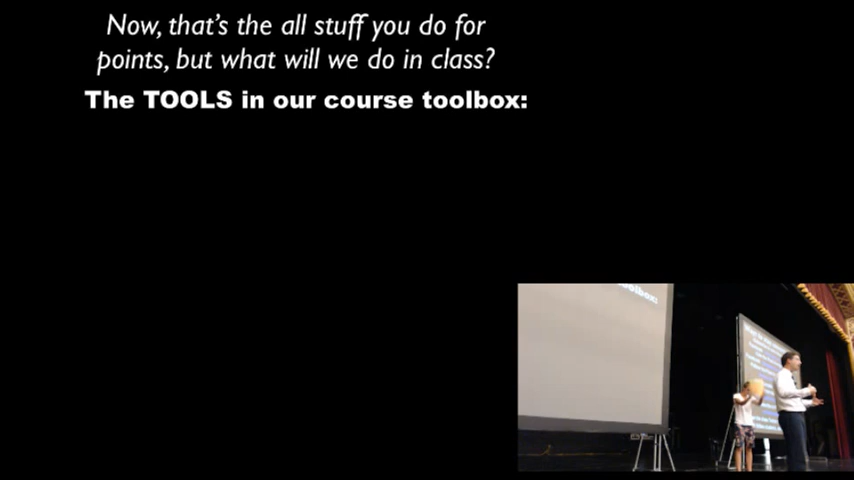 Now, that's the all stuff you do for
points, but what will we do in class?
The TOOLS in our course toolbox:
toolbox: